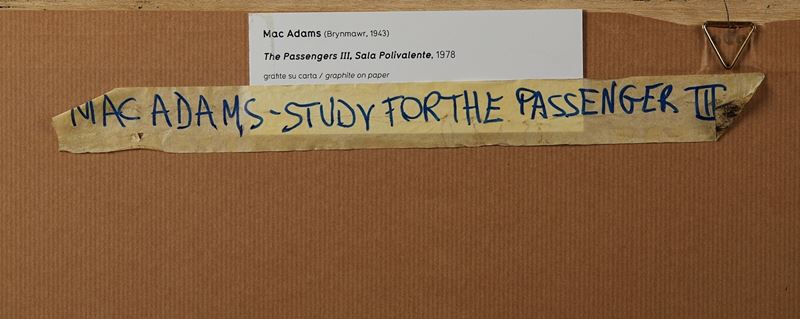 Mac Adams (Brynmawr, 1943)
The Passengers III, Sala Polivalente, 1978
grafite su carta / graphite on paper
MAC ADAMS - STUDY FOR THE PASSENGER III